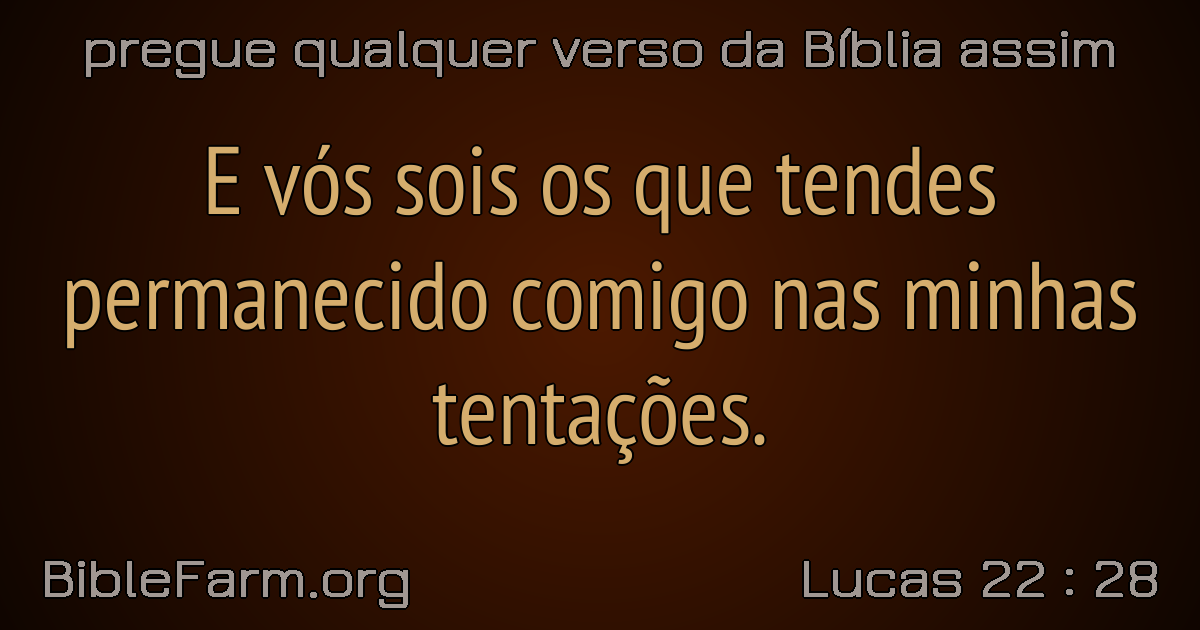 pregue qualquer verso da Bíblia assim
E vós sois os que tendes
permanecido comigo nas minhas
tentações.
BibleFarm.org
Lucas 22 : 28